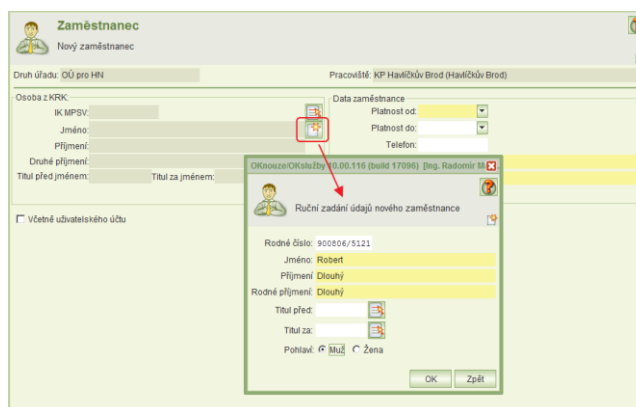 Zaměstnanec
Nový zaměstnanec
Druh úřadu: OÚ pro HN
Pracoviště: KP Havlíčkův Brod (Havlíčkův Brod)
Osoba z KRK:
Data zaměstnance
IK MPSV:
Platnost od:
Jméno:
Platnost do:
Příjmení:
Telefon:
Druhé příjmení:
Titul před jménem:
Titul za jménem:
Včetně uživatelského účtu
OKnouze/OKslužby 10.00.116 (build 17096) [Ing. Radomír
Ruční zadání údajů nového zaměstnance
Rodné číslo: 900806/5121
Jméno: Robert
Příjmení Dlouhý
Rodné příjmení: Dlouhý
Titul před:
Titul za:
Pohlaví: Muž Žena
OK Zpět